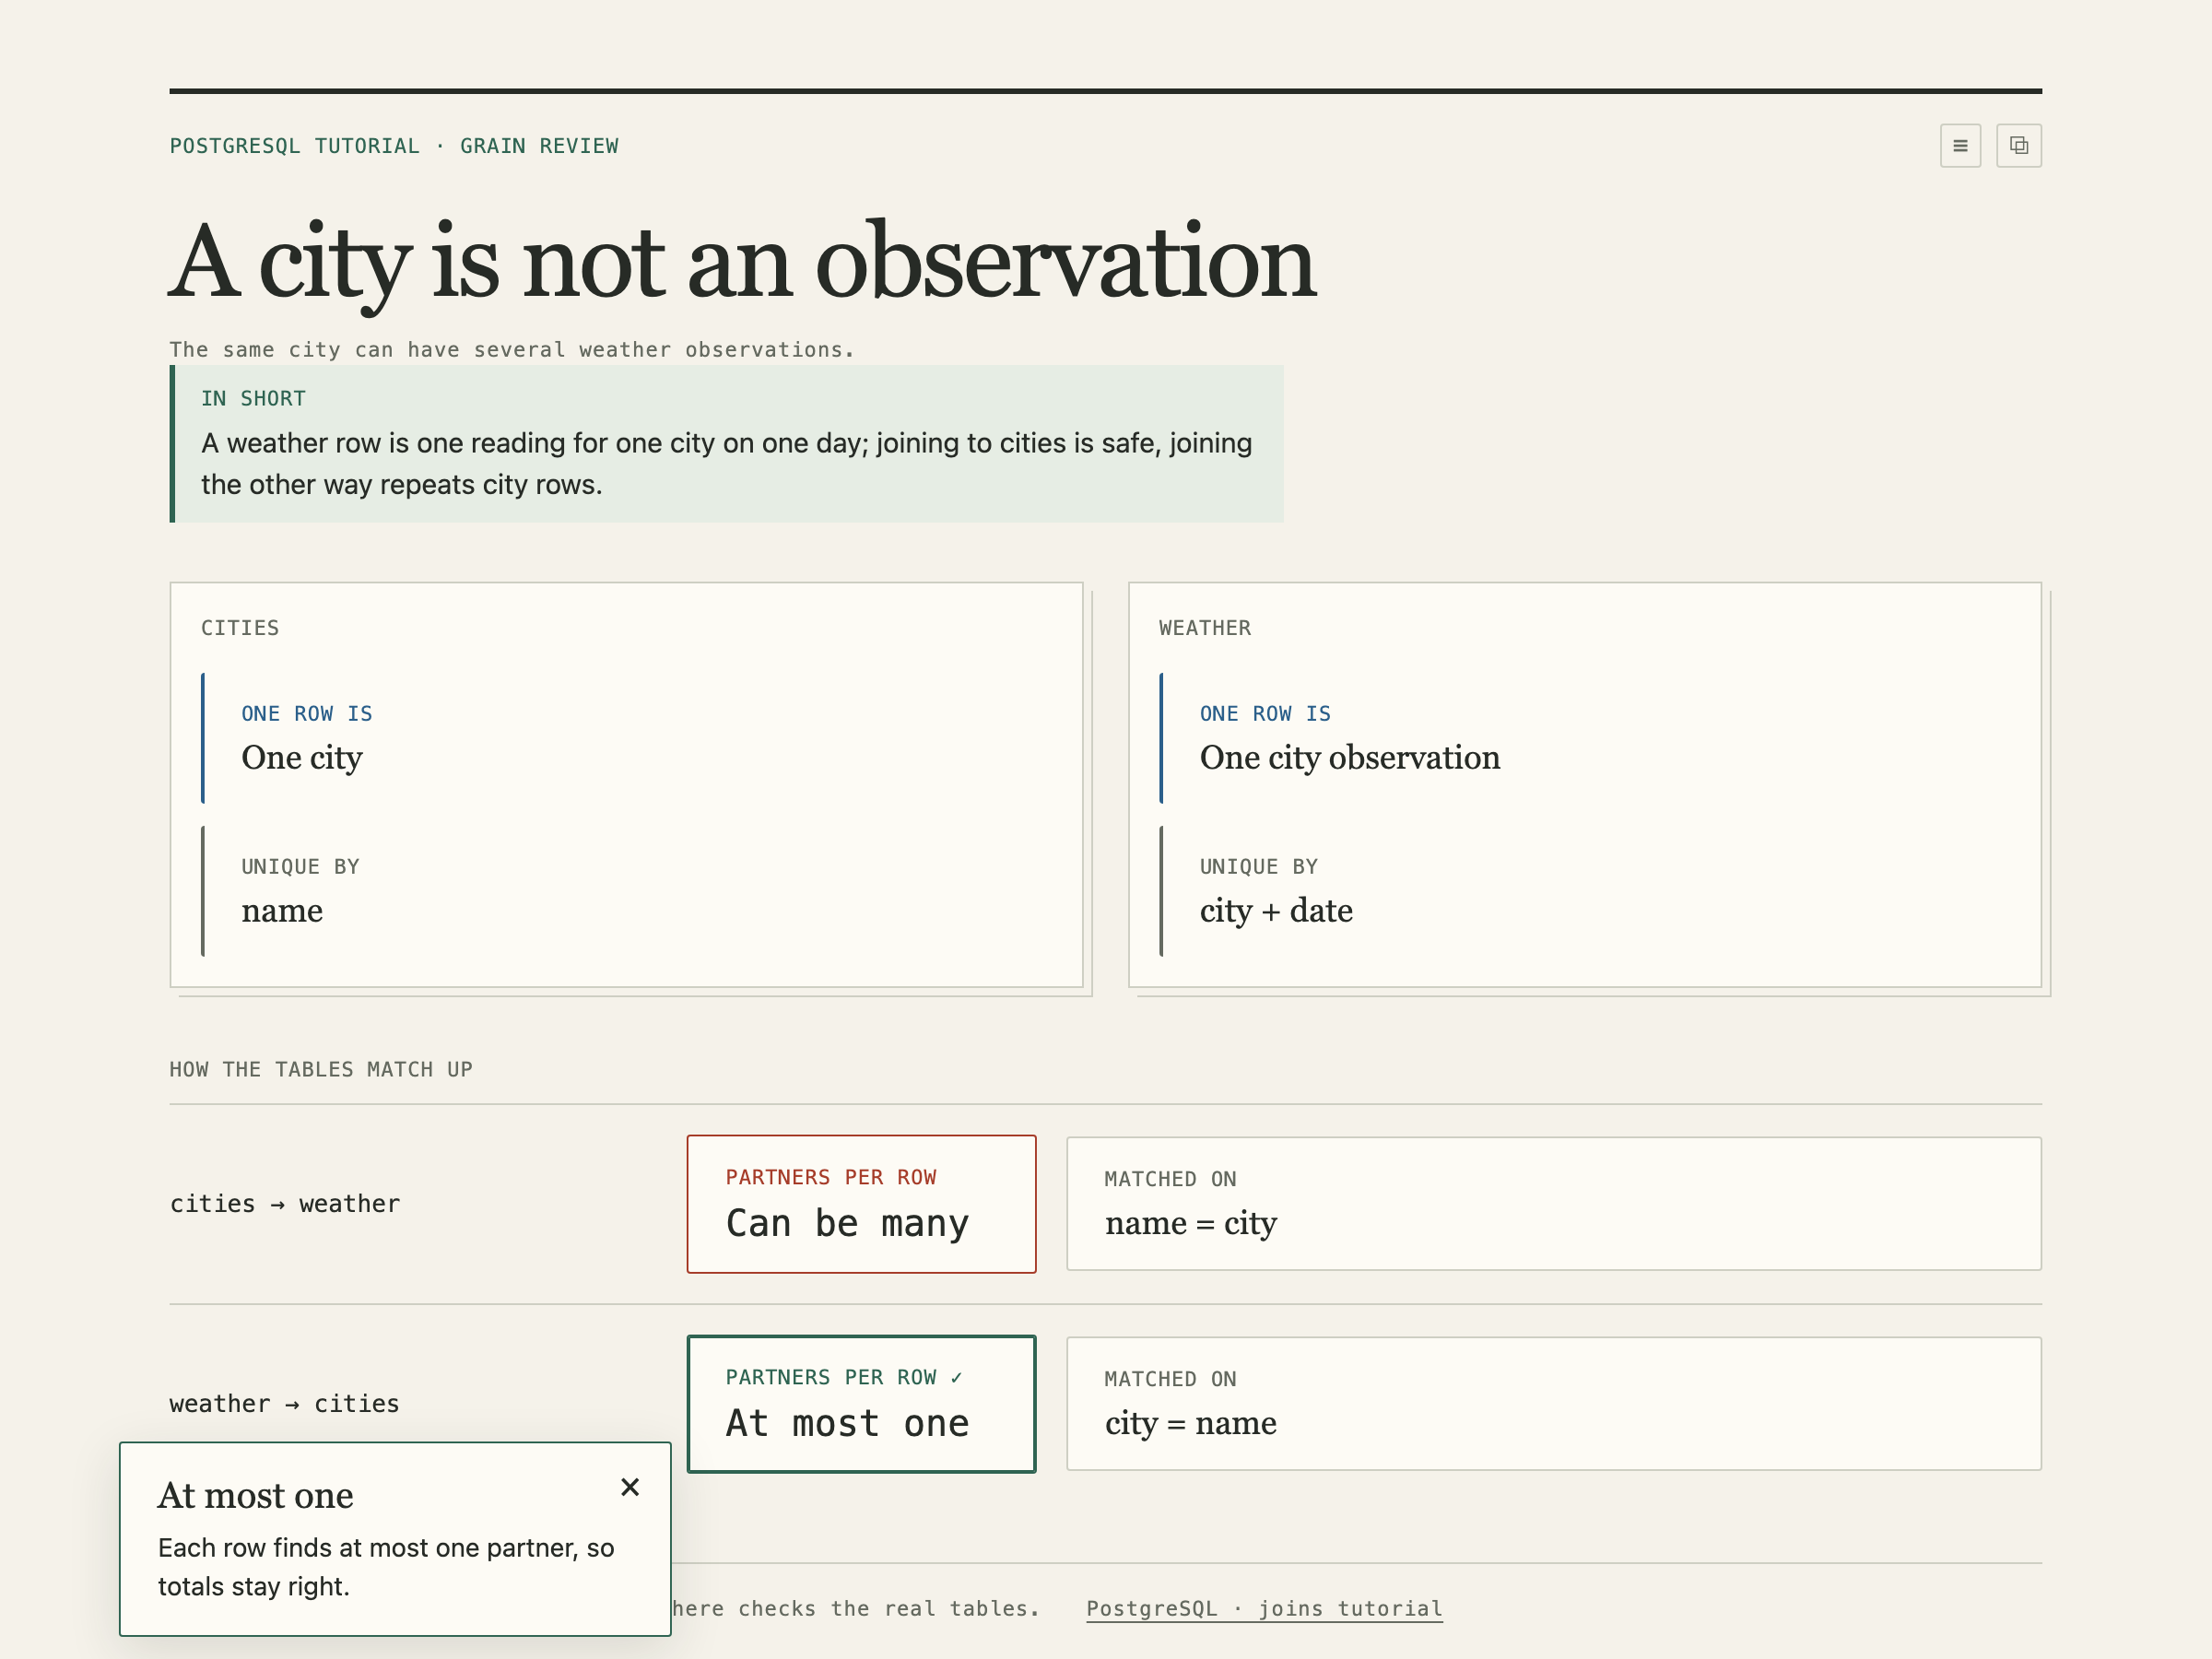 POSTGRESQL TUTORIAL · GRAIN REVIEW
A city is not an observation
The same city can have several weather observations.
IN SHORT
A weather row is one reading for one city on one day; joining to cities is safe, joining
the other way repeats city rows.
CITIES
ONE ROW IS
One city
UNIQUE BY
name
WEATHER
ONE ROW IS
One city observation
UNIQUE BY
city + date
HOW THE TABLES MATCH UP
cities → weather
PARTNERS PER ROW
Can be many
MATCHED ON
name = city
weather → cities
PARTNERS PER ROW ✓
At most one
MATCHED ON
city = name
At most one
Each row finds at most one partner, so
totals stay right.
here checks the real tables.
PostgreSQL · joins tutorial